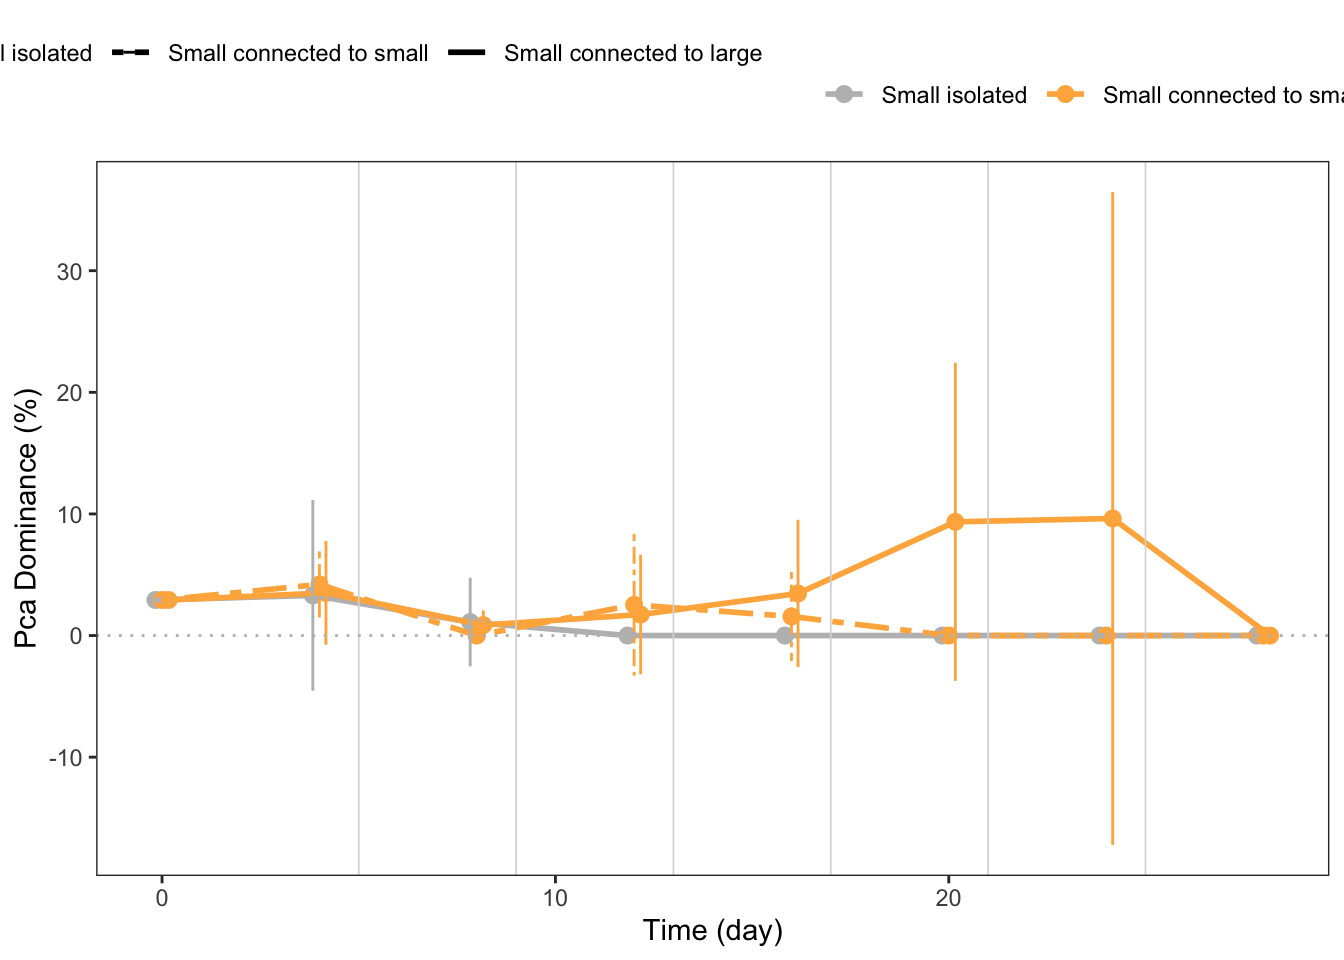 l isolated Small connected to small Small connected to large
Small isolated Small connected to sma
30
20
10
0
-10
Pca Dominance (%)
0 10 20
Time (day)